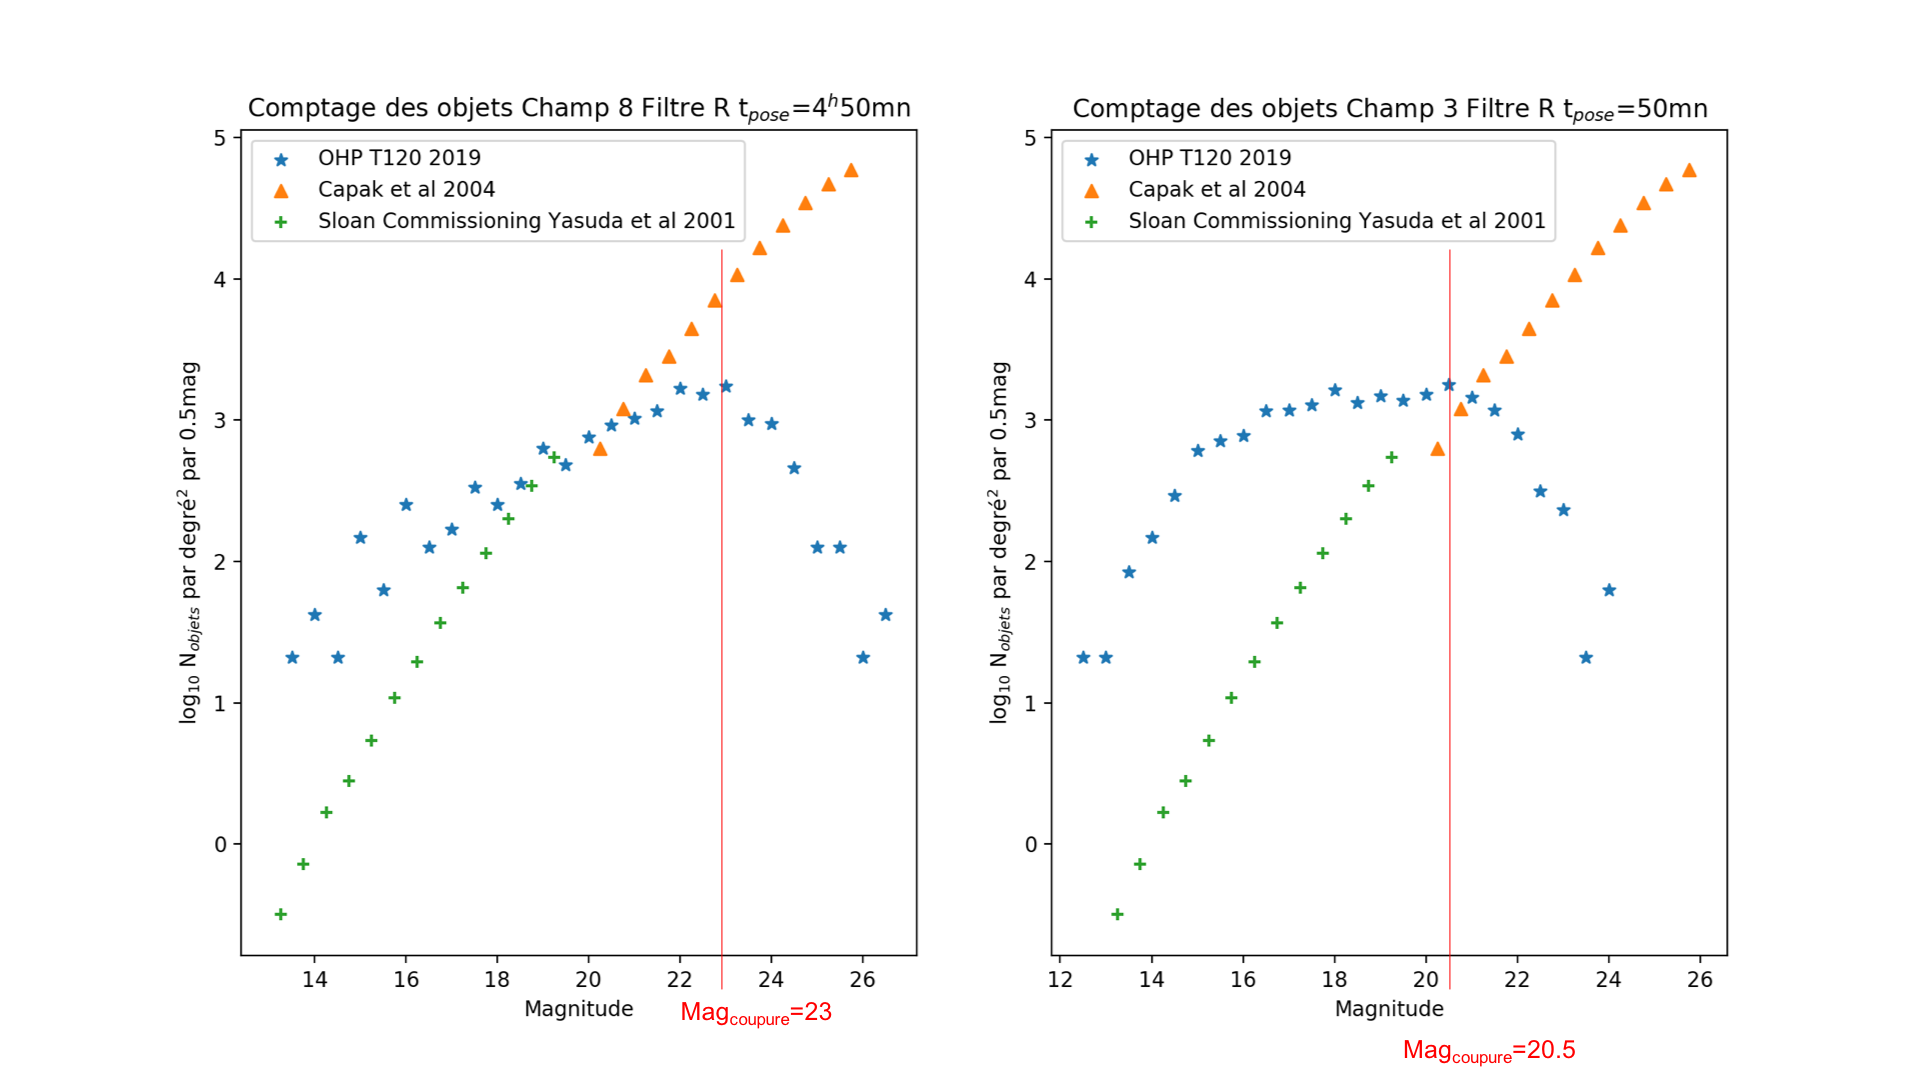 Comptage des objets Champ 8 Filtre R t_pose=4^h50mn
OHP T120 2019
Capak et al 2004
Sloan Commissioning Yasuda et al 2001
5
4
3
2
1
0
log₁₀ N_objets par degré² par 0.5mag
14 16 18 20 22 24 26
Magnitude
Mag_coupure=23
Comptage des objets Champ 3 Filtre R t_pose=50mn
OHP T120 2019
Capak et al 2004
Sloan Commissioning Yasuda et al 2001
5
4
3
2
1
0
log₁₀ N_objets par degré² par 0.5mag
12 14 16 18 20 22 24 26
Magnitude
Mag_coupure=20.5